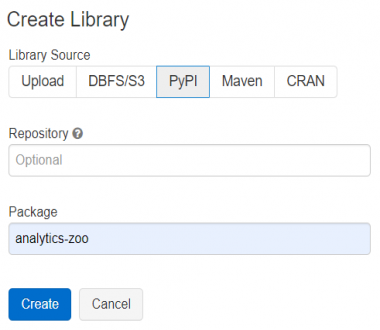 Create Library
Library Source
Upload DBFS/S3 PyPI Maven CRAN
Repository ?
Optional
Package
analytics-zoo
Create Cancel